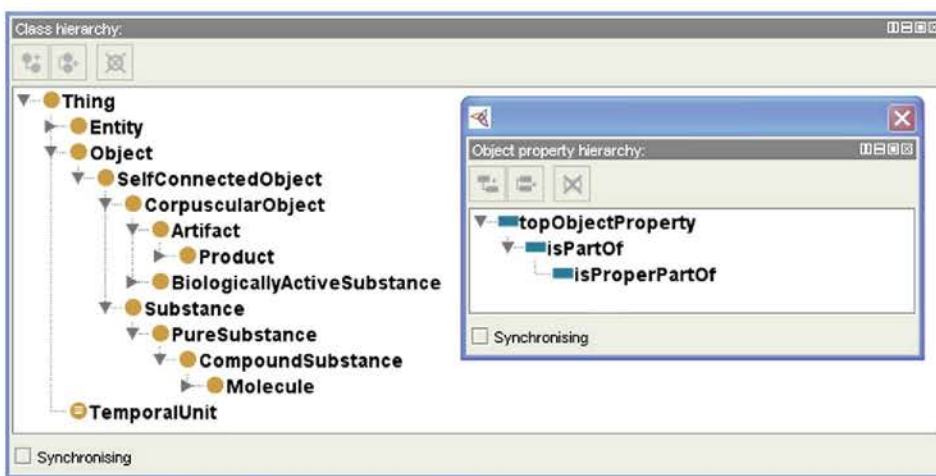 Class hierarchy:
Thing
Entity
Object
SelfConnectedObject
CorpuscularObject
Artifact
Product
BiologicallyActiveSubstance
Substance
PureSubstance
CompoundSubstance
Molecule
TemporalUnit
Synchronising
Object property hierarchy:
topObjectProperty
isPartOf
isProperPartOf
Synchronising